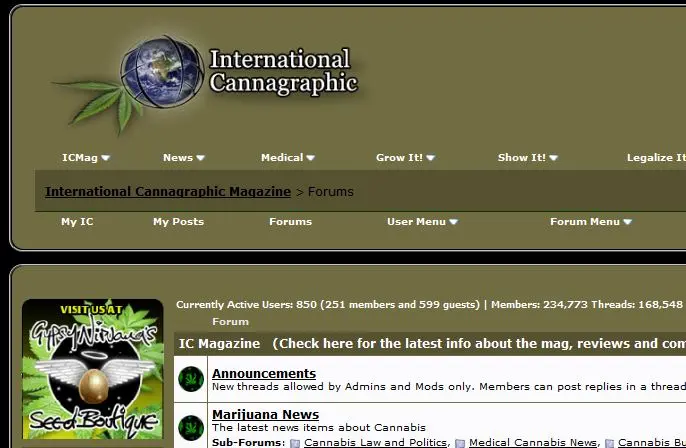 International
Cannagraphic
ICMag News Medical Grow It! Show It! Legalize It
International Cannagraphic Magazine > Forums
My IC My Posts Forums User Menu Forum Menu
VISIT US AT
Gypsy Nirvana's
Seed Boutique
Currently Active Users: 850 (251 members and 599 guests) | Members: 234,773 Threads: 168,548
Forum
IC Magazine (Check here for the latest info about the mag, reviews and com
Announcements
New threads allowed by Admins and Mods only. Members can post replies in a thread
Marijuana News
The latest news items about Cannabis
Sub-Forums: Cannabis Law and Politics, Medical Cannabis News, Cannabis Bu